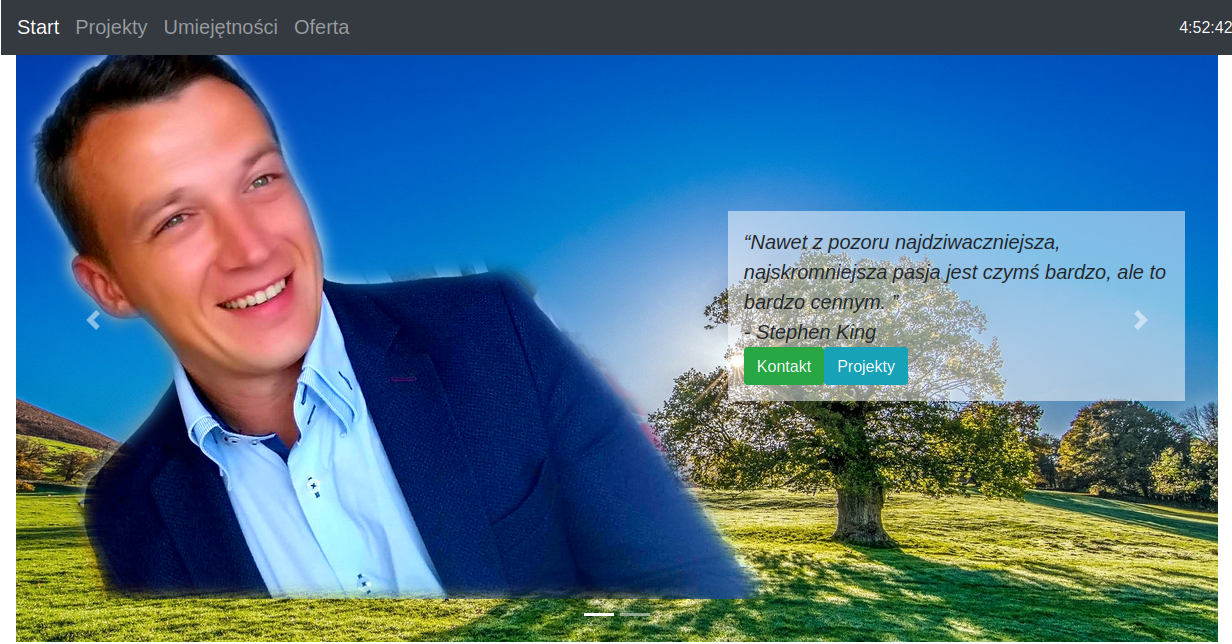 Start Projekty Umiejętności Oferta 4:52:42
“Nawet z pozoru najdziwaczniejsza,
najskromniejsza pasja jest czymś bardzo, ale to
bardzo cennym. ”
- Stephen King
Kontakt Projekty